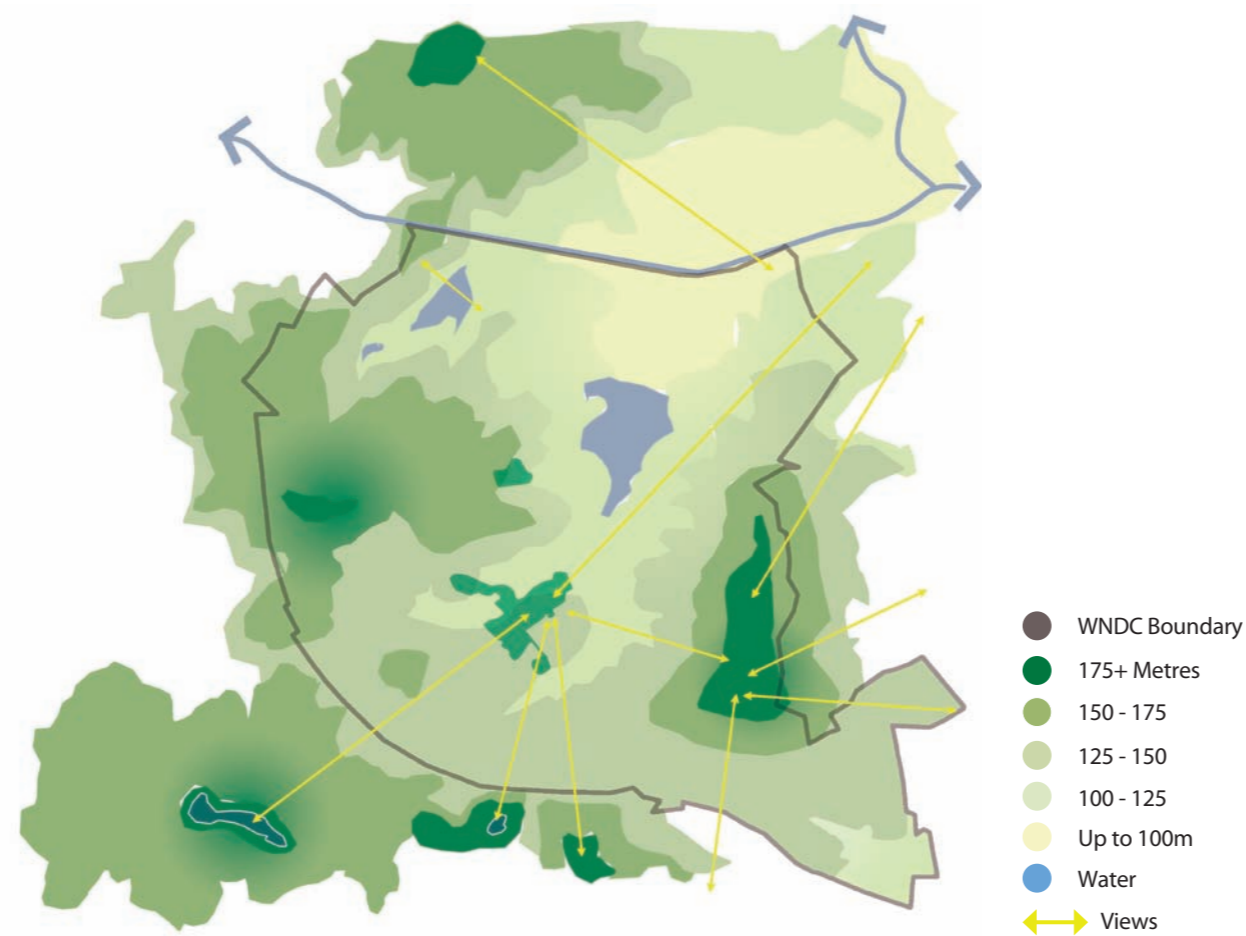 WNDC Boundary
175+ Metres
150 - 175
125 - 150
100 - 125
Up to 100m
Water
Views